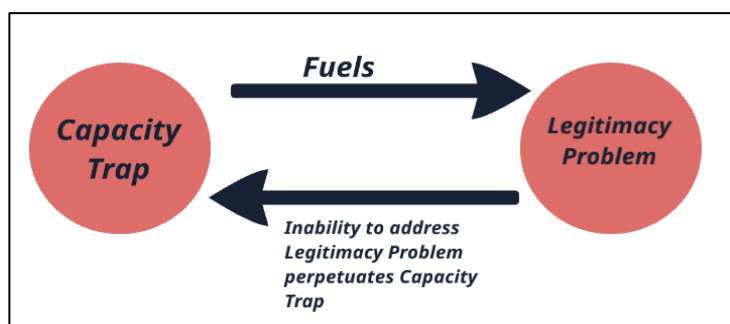 Fuels
Capacity
Trap
Legitimacy
Problem
Inability to address
Legitimacy Problem
perpetuates Capacity
Trap